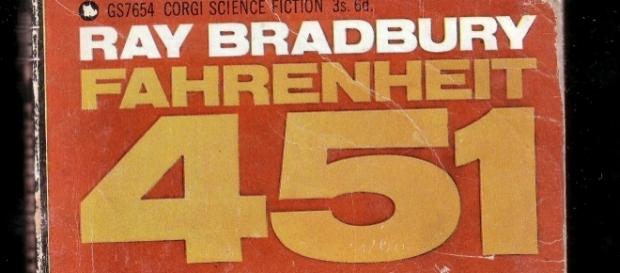 GS7654 CORGI SCIENCE FICTION 3s. 6d.
RAY BRADBURY
FAHRENHEIT
451